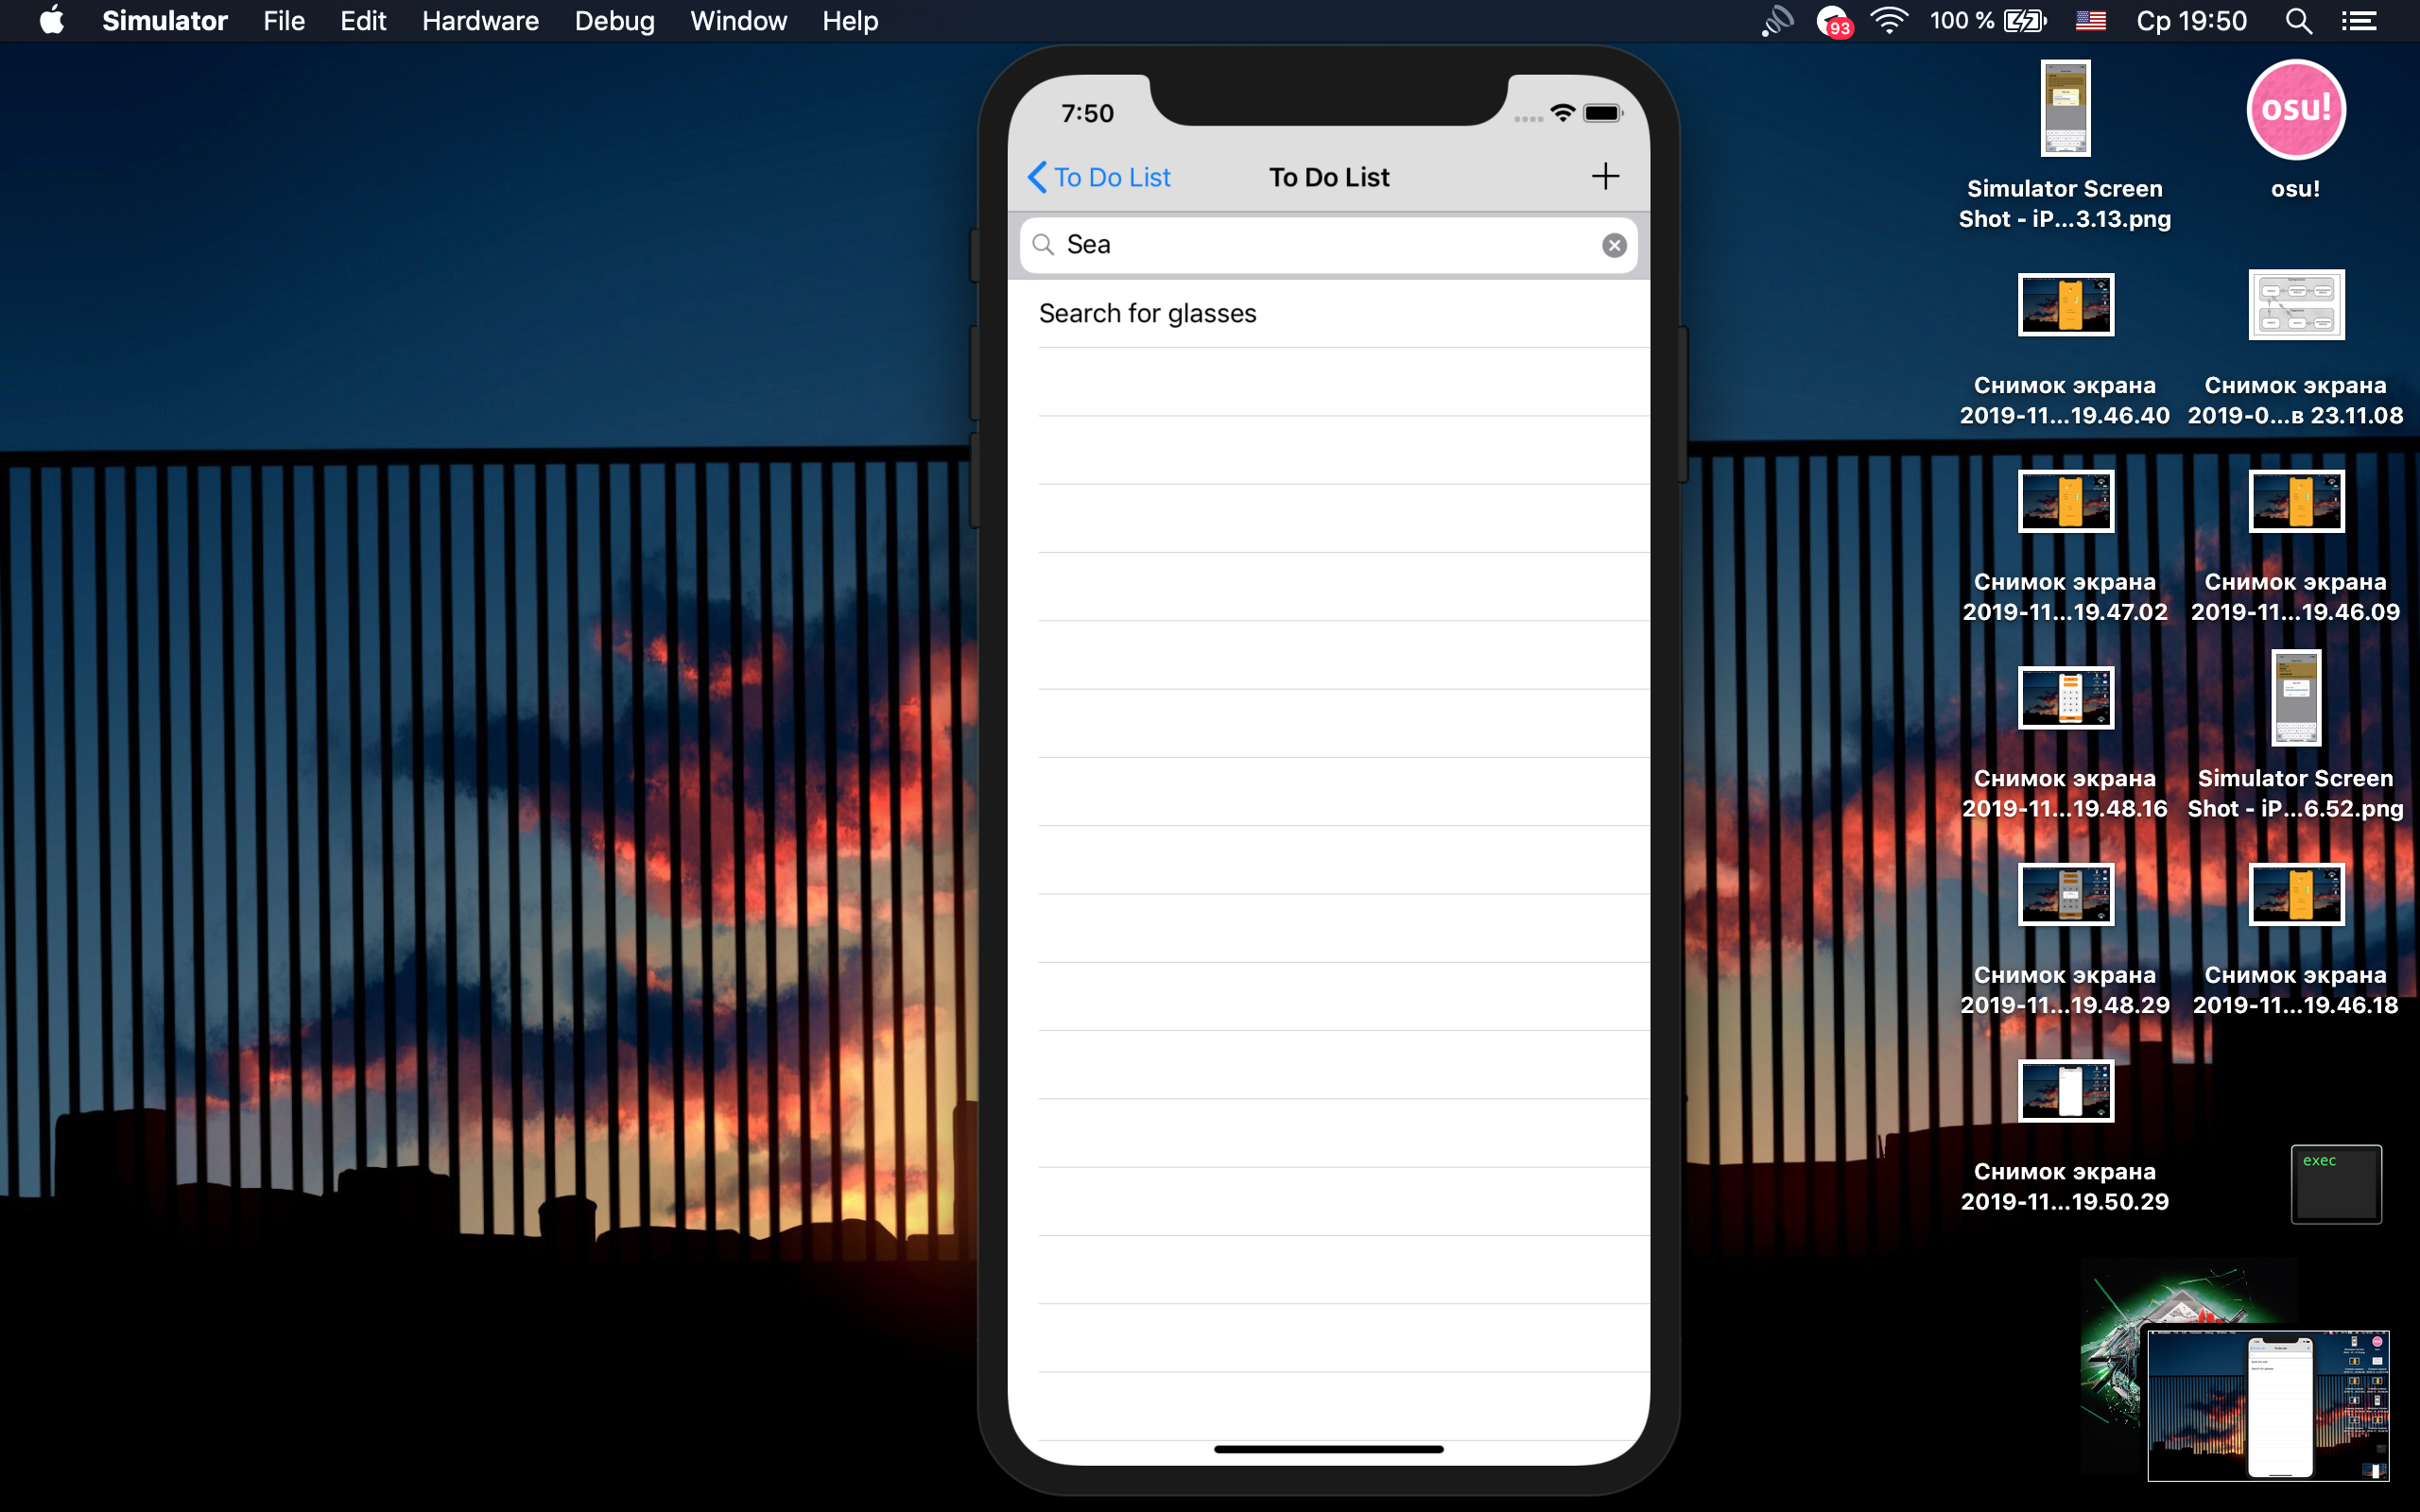 Simulator File Edit Hardware Debug Window Help
93 100 % Ср 19:50
7:50
To Do List To Do List
Sea
Search for glasses
Simulator Screen
Shot - iP...3.13.png
osu!
osu!
Снимок экрана
2019-11...19.46.40
Снимок экрана
2019-0...в 23.11.08
Снимок экрана
2019-11...19.47.02
Снимок экрана
2019-11...19.46.09
Снимок экрана
2019-11...19.48.16
Simulator Screen
Shot - iP...6.52.png
Снимок экрана
2019-11...19.48.29
Снимок экрана
2019-11...19.46.18
Снимок экрана
2019-11...19.50.29
exec